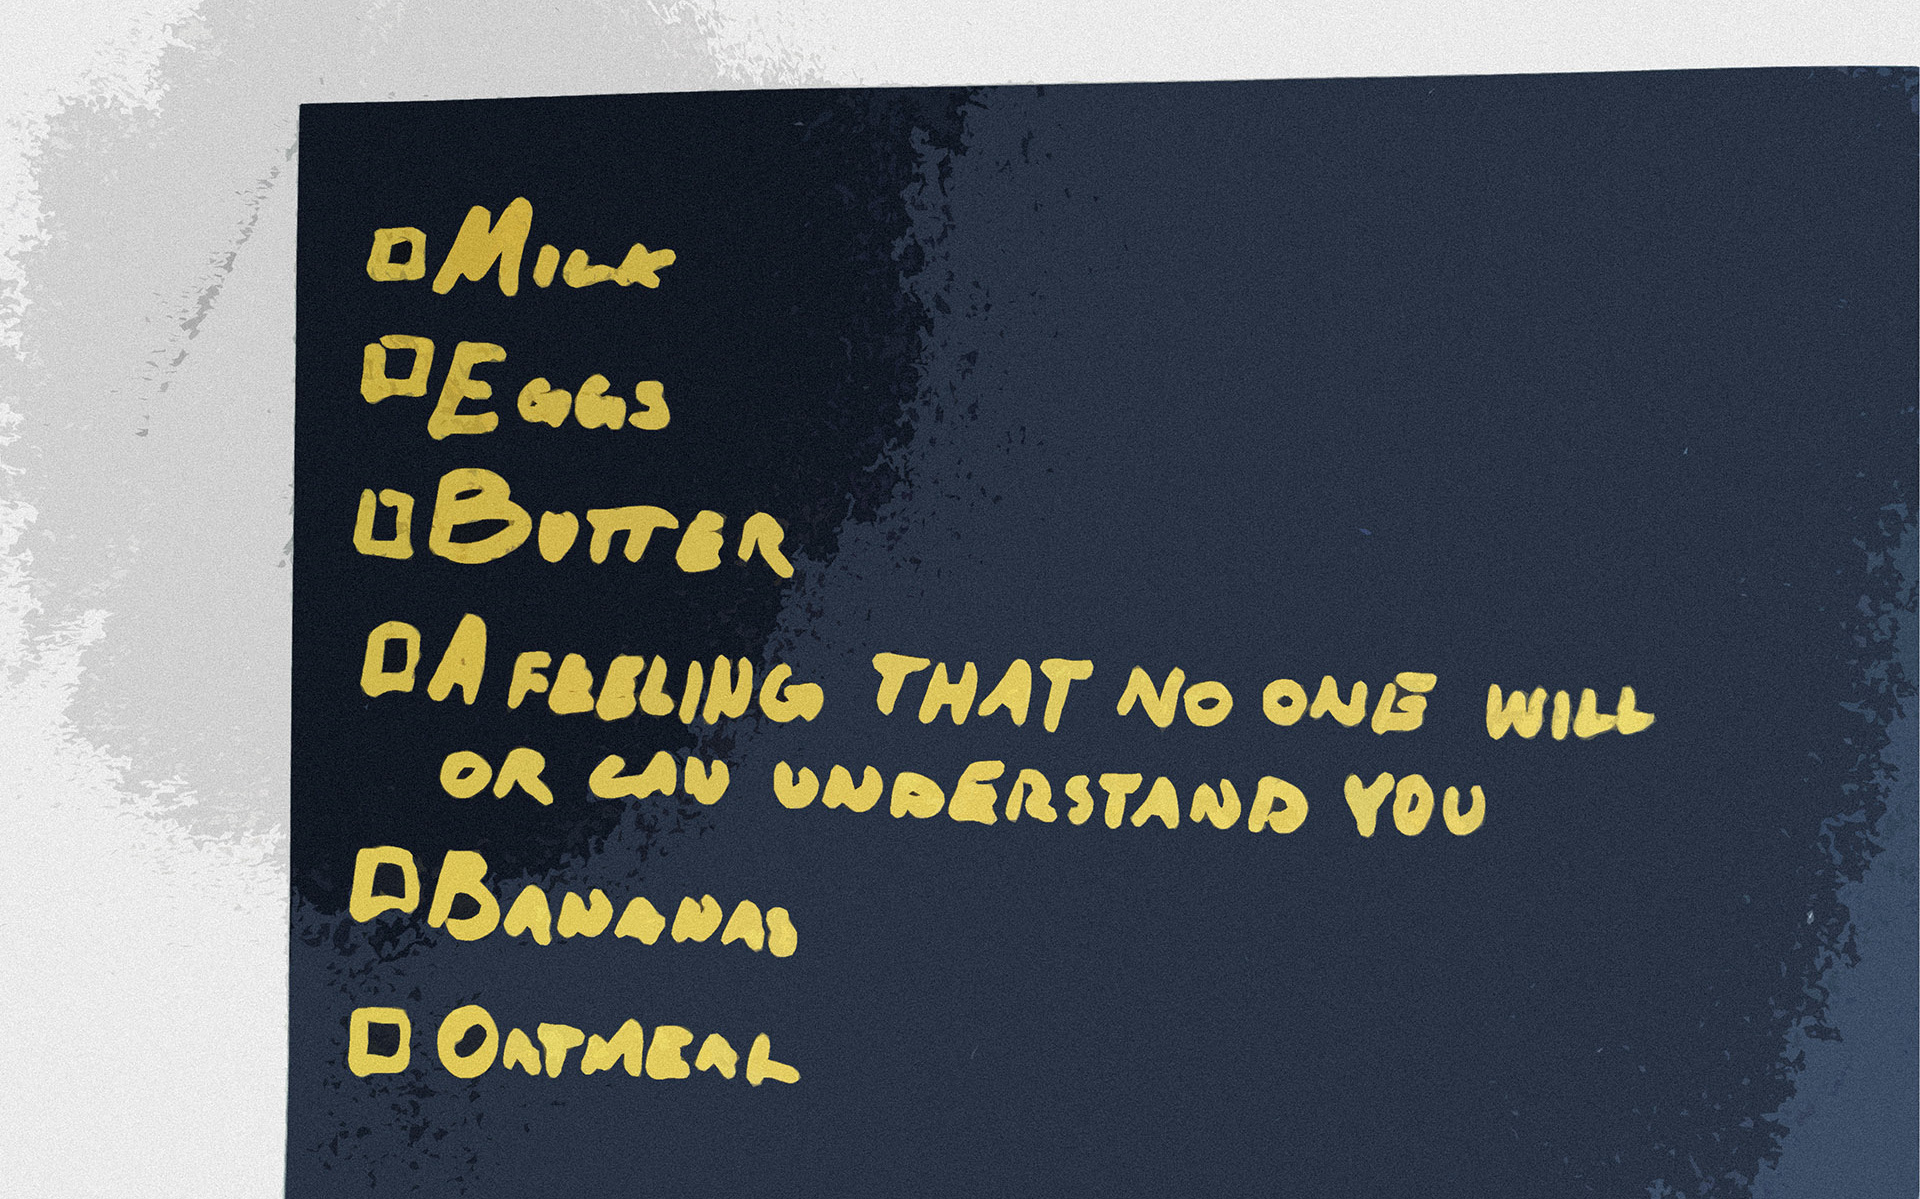 Milk
Eggs
Butter
A FEELING THAT NO ONE WILL
OR CAN UNDERSTAND YOU
Bananas
Oatmeal